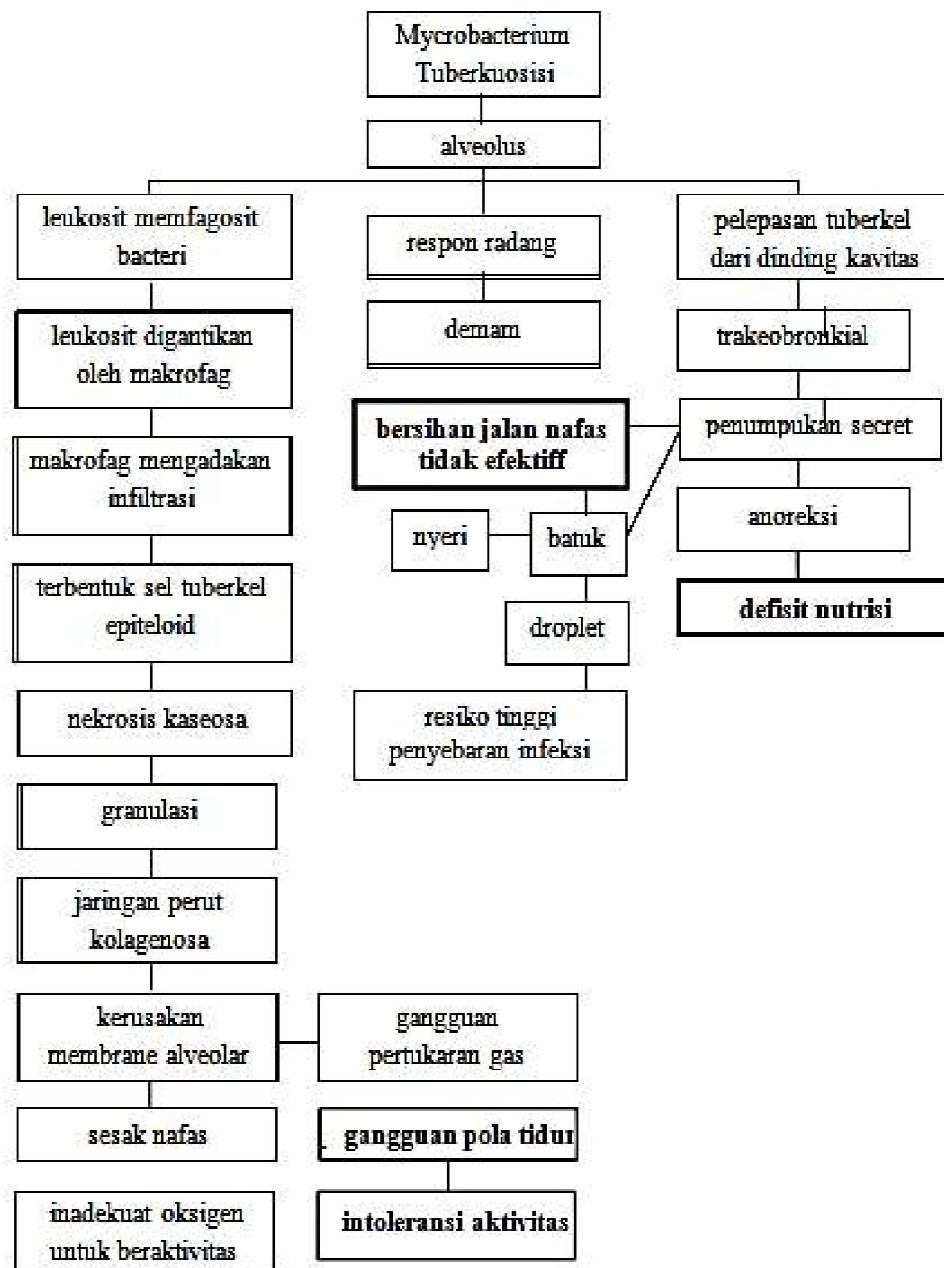 Mycrobacterium
Tuberkuosisi
alveolus
leukosit memfagosit
bacteri
respon radang
pelepasan tuberkel
dari dinding kavitas
leukosit digantikan
oleh makrofag
demam
trakeobronkial
bersihan jalan nafas
tidak efektiff
penumpukan secret
makrofag mengadakan
infiltrasi
nyeri
batuk
anoreksi
terbentuk sel tuberkel
epiteloid
droplet
defisit nutrisi
nekrosis kaseosa
resiko tinggi
penyebaran infeksi
granulasi
jaringan perut
kolagenosa
kerusakan
membrane alveolar
gangguan
pertukaran gas
sesak nafas
gangguan pola tidur
inadekuat oksigen
untuk beraktivitas
intoleransi aktivitas